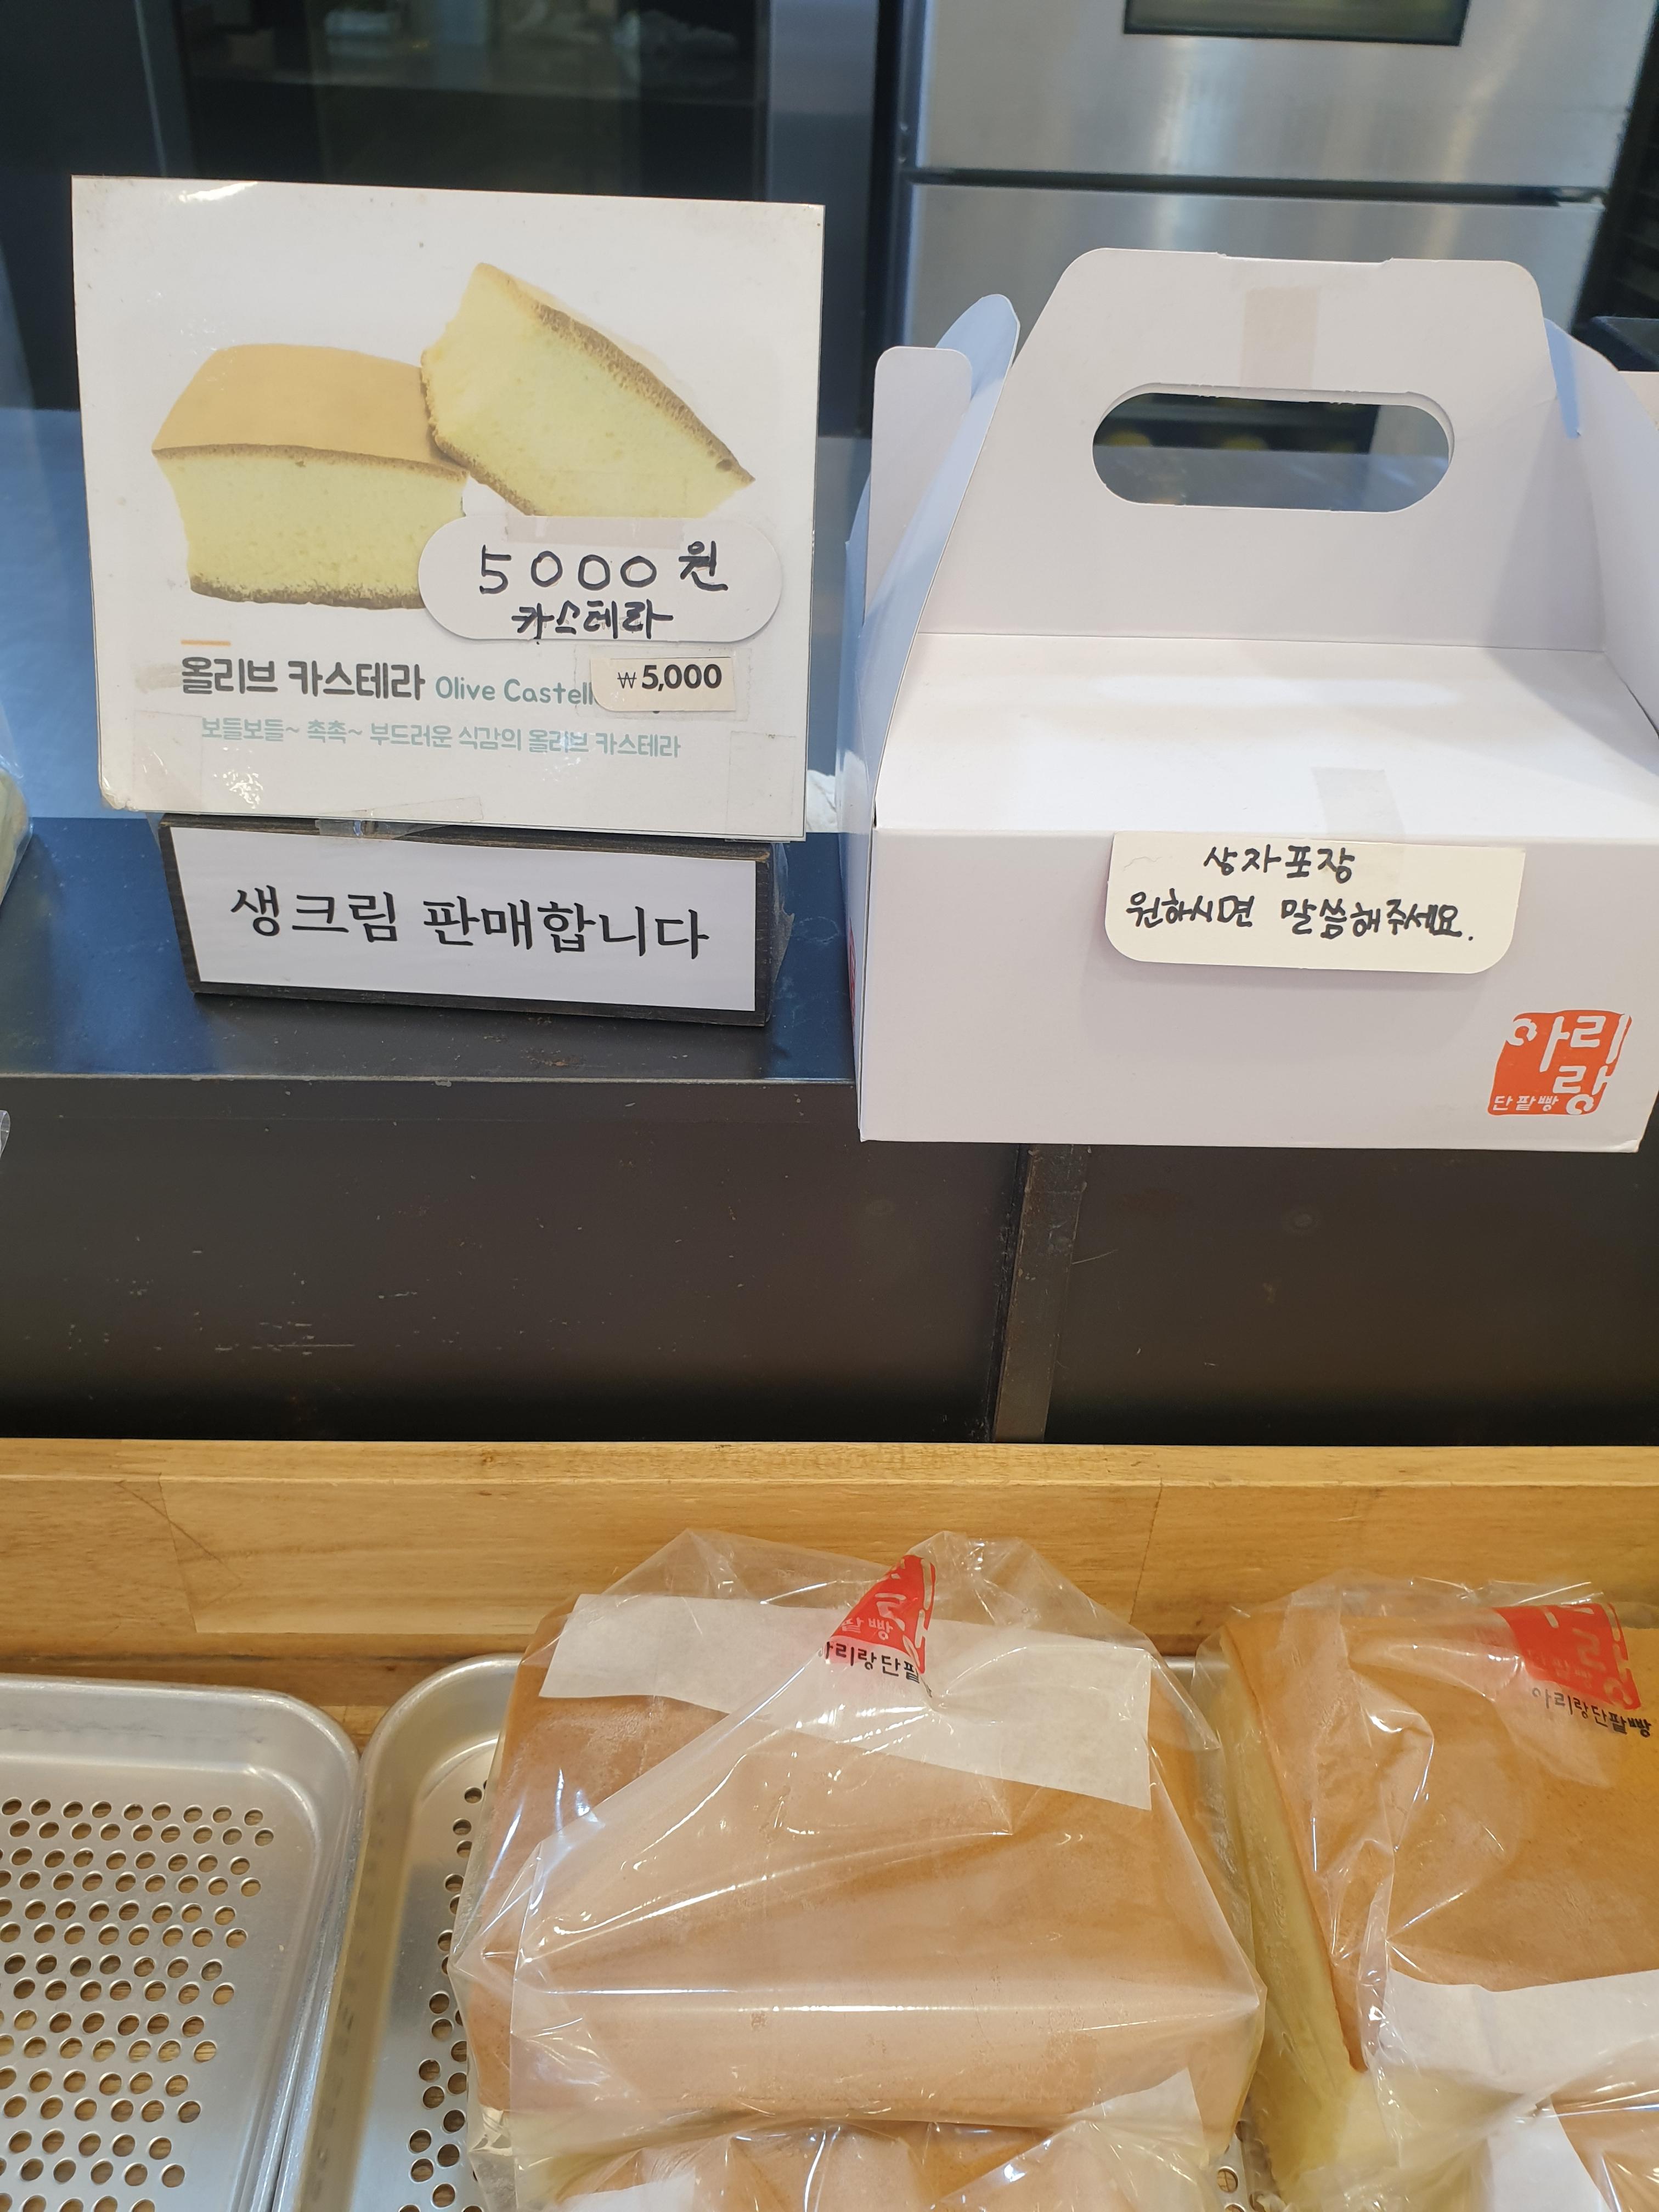 5000원
카스테라
올리브 카스테라 Olive Castell
₩5,000
보들보들~ 촉촉~ 부드러운 식감의 올리브 카스테라
생크림 판매합니다
상자포장
원하시면 말씀해주세요.
아리
랑
단팥빵
아리랑단팥
아리랑단팥빵